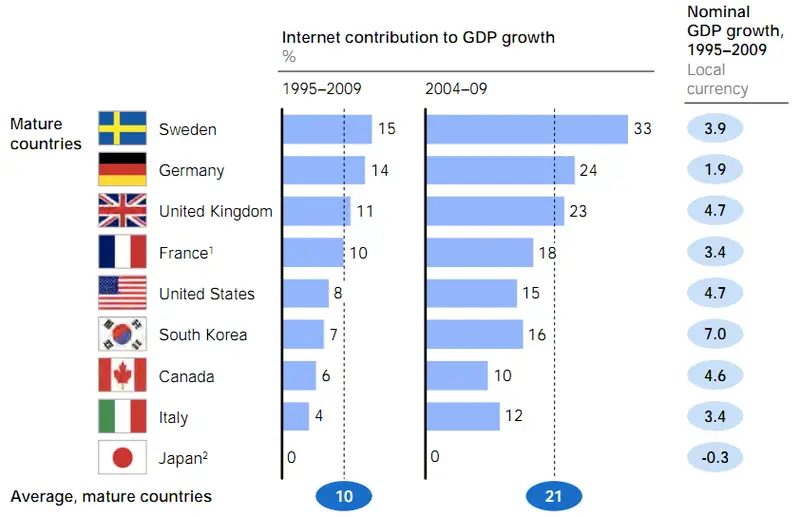 Internet contribution to GDP growth
%
Nominal
GDP growth,
1995–2009
Local
currency
1995–2009
2004–09
Mature
countries
Sweden 15 33 3.9
Germany 14 24 1.9
United Kingdom 11 23 4.7
France¹ 10 18 3.4
United States 8 15 4.7
South Korea 7 16 7.0
Canada 6 10 4.6
Italy 4 12 3.4
Japan² 0 0 -0.3
Average, mature countries 10 21